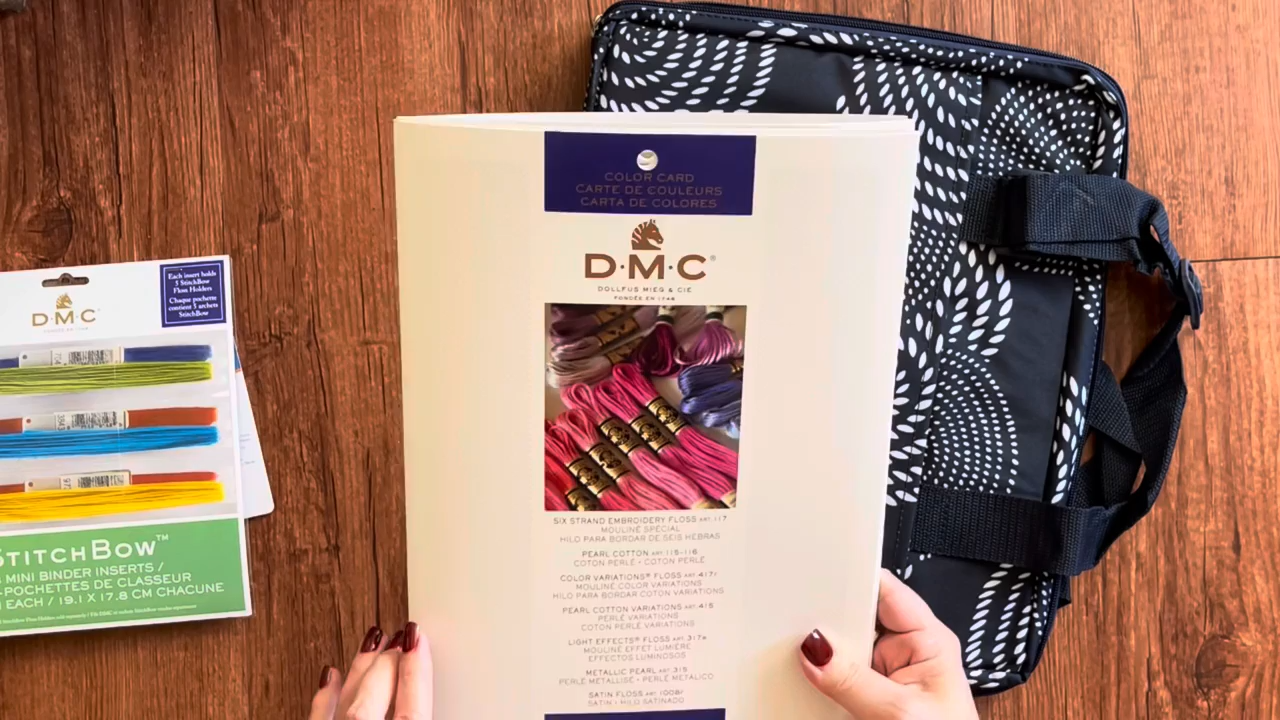 COLOR CARD
CARTE DE COULEURS
CARTA DE COLORES
D·M·C®
DOLLFUS MIEG & CIE
FONDÉE EN 1746
SIX STRAND EMBROIDERY FLOSS ART. 117
MOULINÉ SPÉCIAL
HILO PARA BORDAR DE SEIS HEBRAS
PEARL COTTON ART. 115-116
COTON PERLÉ • COTON PERLÉ
COLOR VARIATIONS® FLOSS ART. 417/
MOULINÉ COLOR VARIATIONS
HILO PARA BORDAR COTON VARIATIONS
PEARL COTTON VARIATIONS ART. 415
PERLÉ VARIATIONS
COTON PERLÉ VARIATIONS
LIGHT EFFECTS® FLOSS ART. 317
MOULINÉ EFFET LUMIÈRE
EFFECTOS LUMINOSOS
METALLIC PEARL ART. 315
PERLÉ METALLISÉ • PERLÉ METÁLICO
SATIN FLOSS ART. 1008/
SATIN • HILO SATINADO
Each insert holds
5 StitchBow
Floss Holders
Chaque pochette
contient 5 archets
StitchBow
D·M·C
STITCHBOW™
MINI BINDER INSERTS /
-POCHETTES DE CLASSEUR
EACH / 19.1 X 17.8 CM CHACUNE